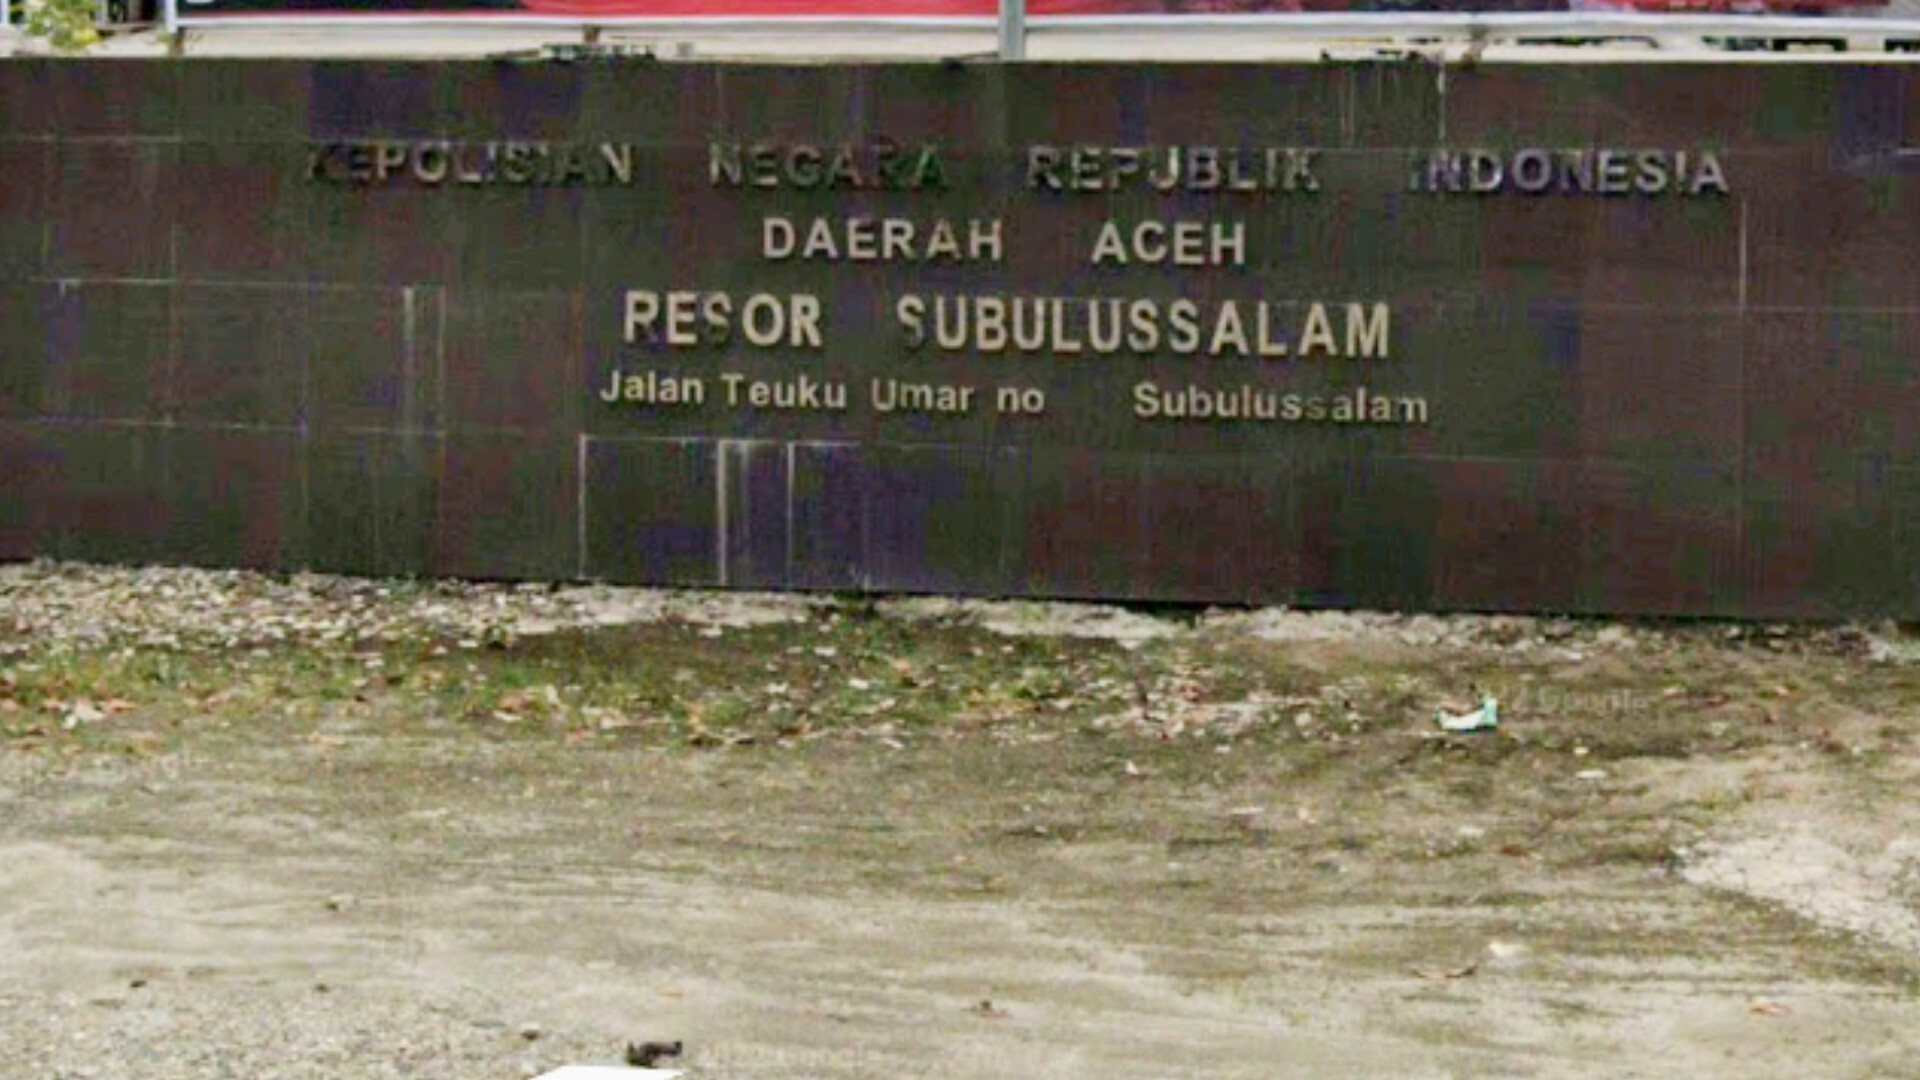 KEPOLISIAN NEGARA REPUBLIK INDONESIA
DAERAH ACEH
RESOR SUBULUSSALAM
Jalan Teuku Umar no Subulussalam